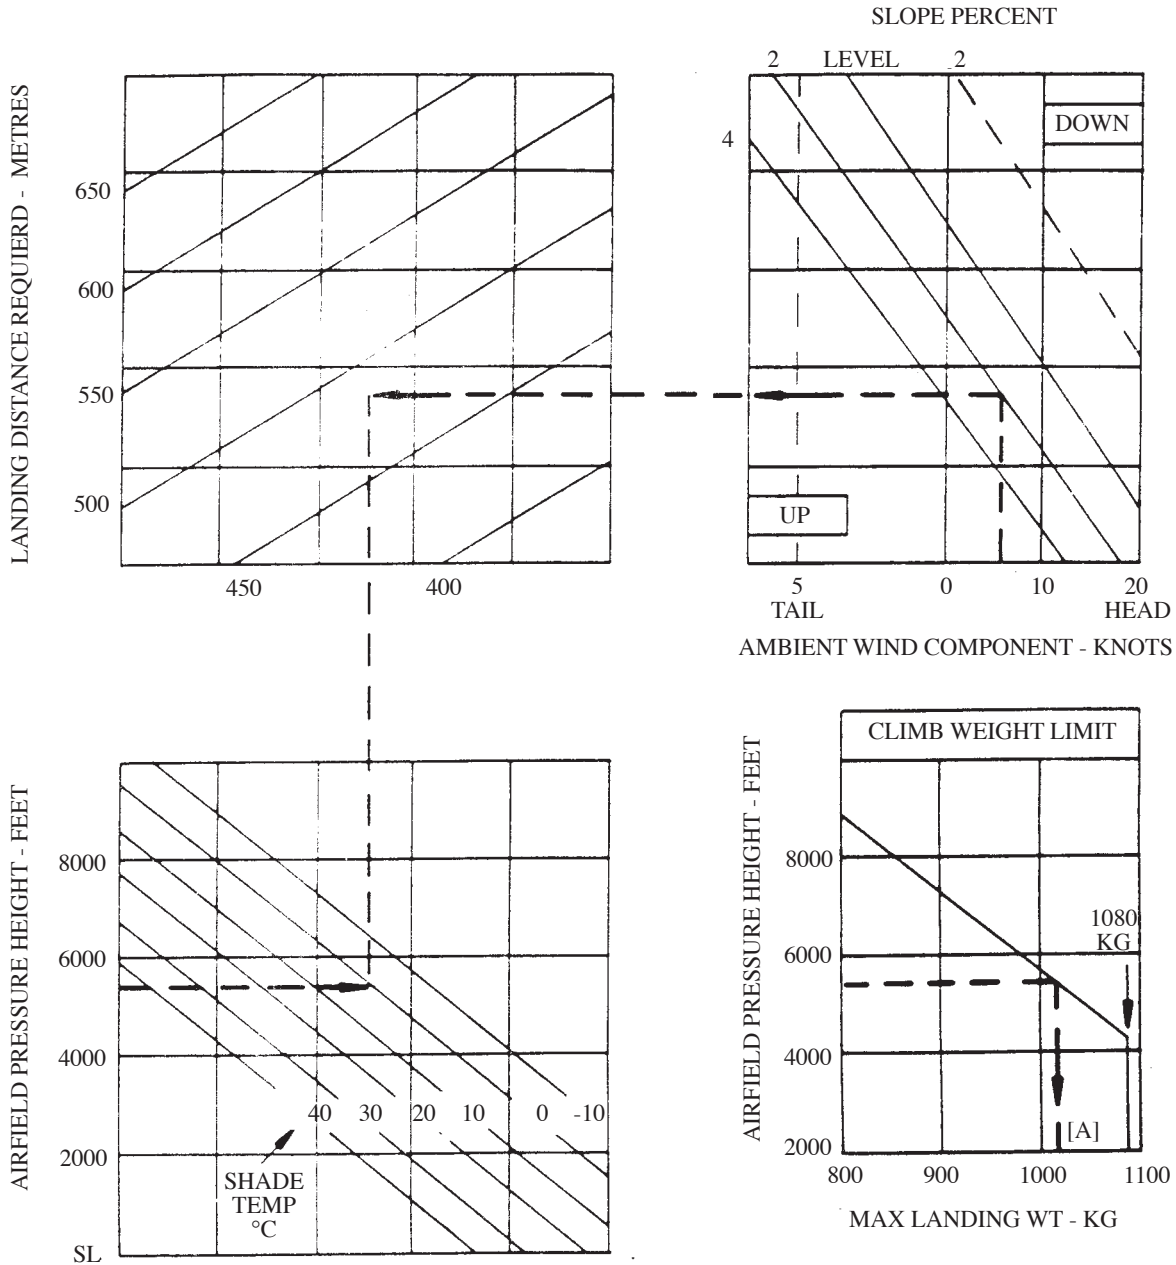 SLOPE PERCENT
2 LEVEL 2
DOWN
4
LANDING DISTANCE REQUIERD - METRES
650
600
550
500
UP
450 400
5 0 10 20
TAIL HEAD
AMBIENT WIND COMPONENT - KNOTS
AIRFIELD PRESSURE HEIGHT - FEET
8000
6000
4000
2000
SL
40 30 20 10 0 -10
SHADE
TEMP
°C
CLIMB WEIGHT LIMIT
AIRFIELD PRESSURE HEIGHT - FEET
8000
6000
4000
2000
1080
KG
[A]
800 900 1000 1100
MAX LANDING WT - KG